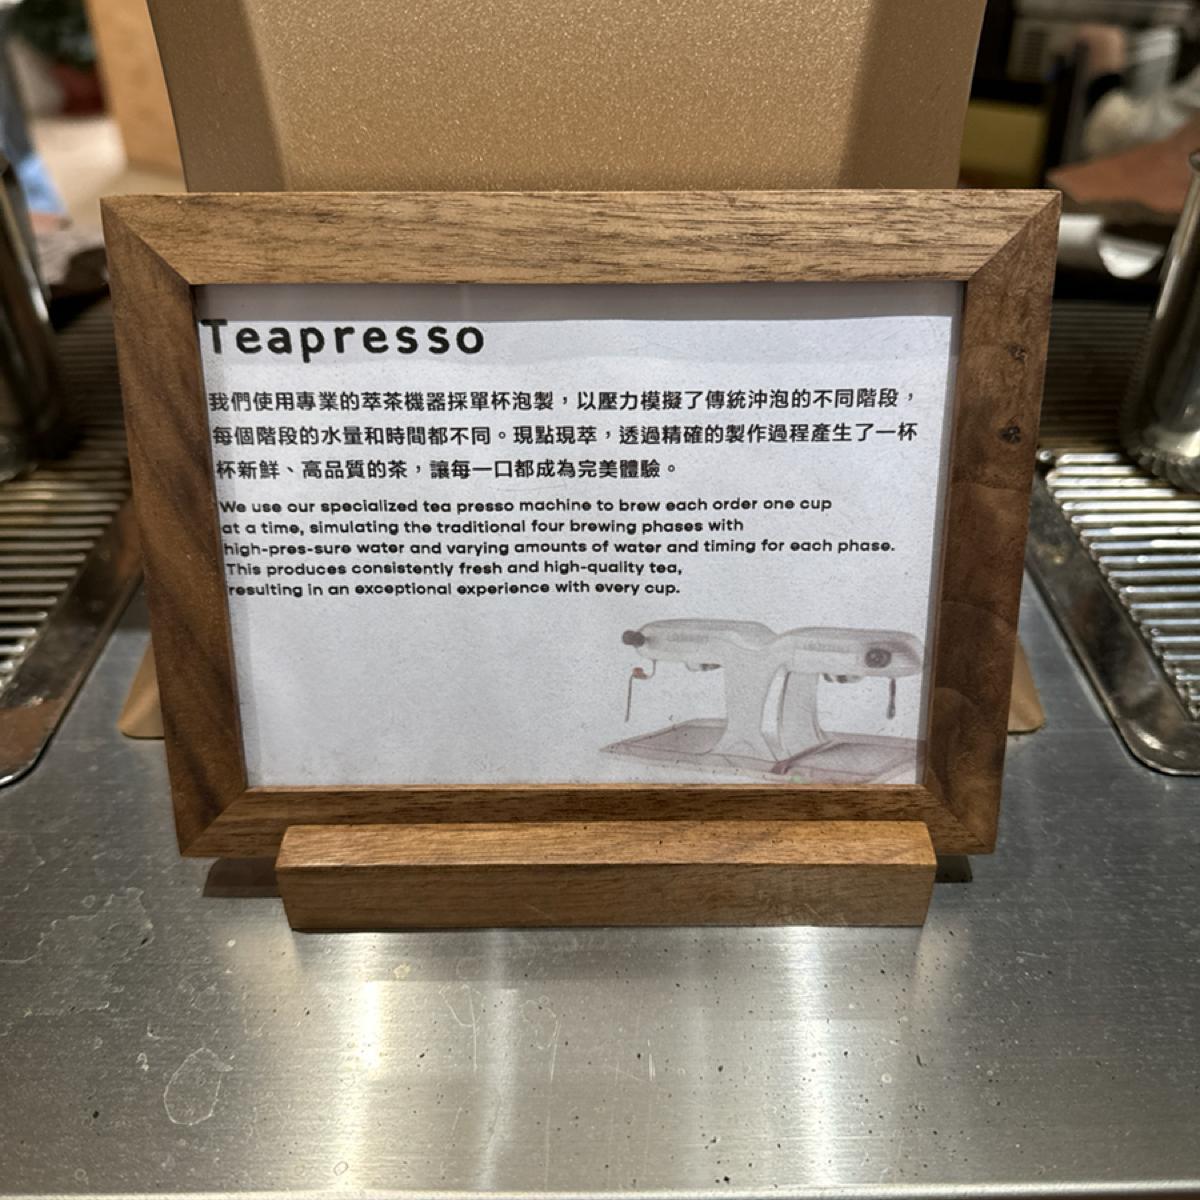 Teapresso
我們使用專業的萃茶機器採單杯泡製，以壓力模擬了傳統沖泡的不同階段，
每個階段的水量和時間都不同。現點現萃，透過精確的製作過程產生了一杯
杯新鮮、高品質的茶，讓每一口都成為完美體驗。
We use our specialized tea presso machine to brew each order one cup
at a time, simulating the traditional four brewing phases with
high-pres-sure water and varying amounts of water and timing for each phase.
This produces consistently fresh and high-quality tea,
resulting in an exceptional experience with every cup.